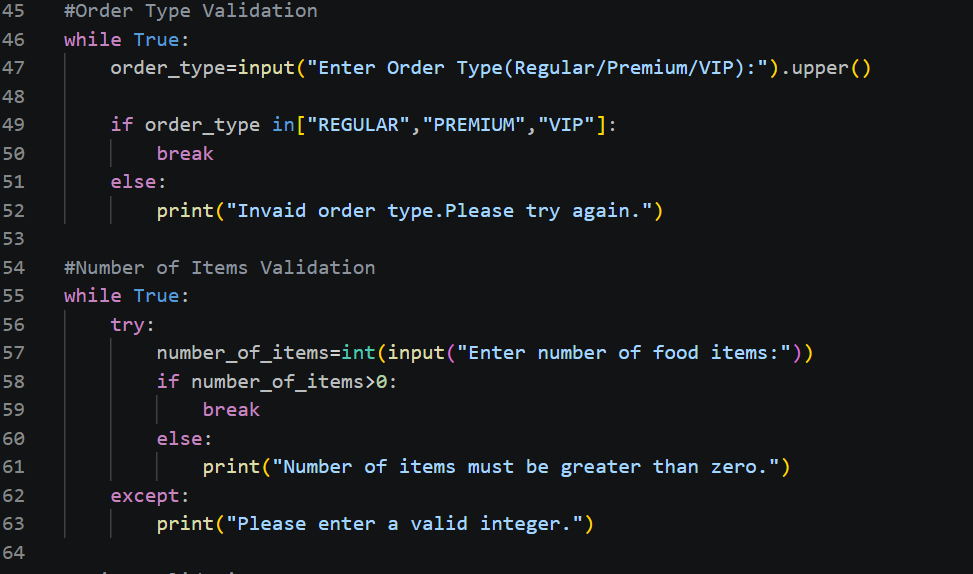 45 #Order Type Validation
46 while True:
47     order_type=input("Enter Order Type(Regular/Premium/VIP):").upper()
48
49     if order_type in["REGULAR","PREMIUM","VIP"]:
50         break
51     else:
52         print("Invaid order type.Please try again.")
53
54 #Number of Items Validation
55 while True:
56     try:
57         number_of_items=int(input("Enter number of food items:"))
58         if number_of_items>0:
59             break
60         else:
61             print("Number of items must be greater than zero.")
62     except:
63         print("Please enter a valid integer.")
64